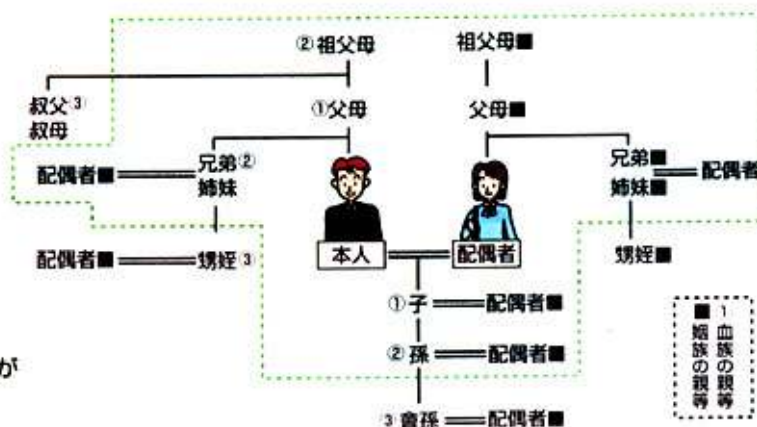 ②祖父母
祖父母■
叔父③
叔母
①父母
父母■
配偶者■
兄弟②
姉妹
兄弟■
姉妹■
配偶者
配偶者■
甥姪③
本人
配偶者
甥姪■
①子
配偶者■
②孫
配偶者■
③曾孫
配偶者■
1 血族の親等
■ 姻族の親等
が